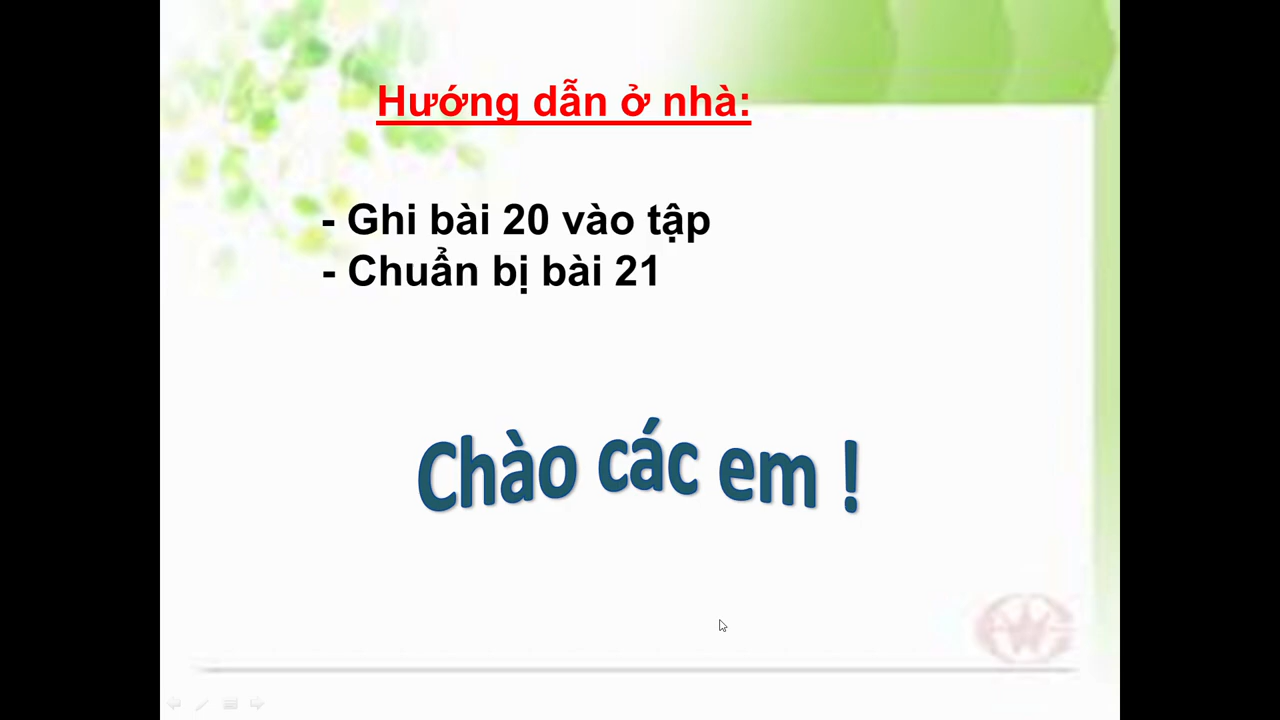 Hướng dẫn ở nhà:
- Ghi bài 20 vào tập
- Chuẩn bị bài 21
Chào các em !